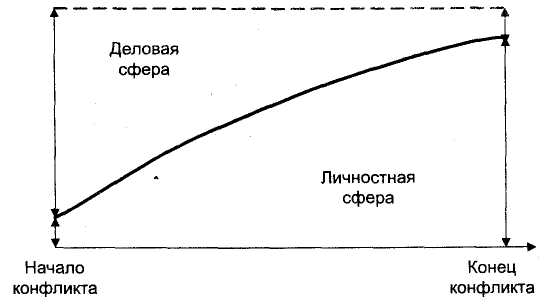 Деловая
сфера
Личностная
сфера
Начало
конфликта
Конец
конфликта